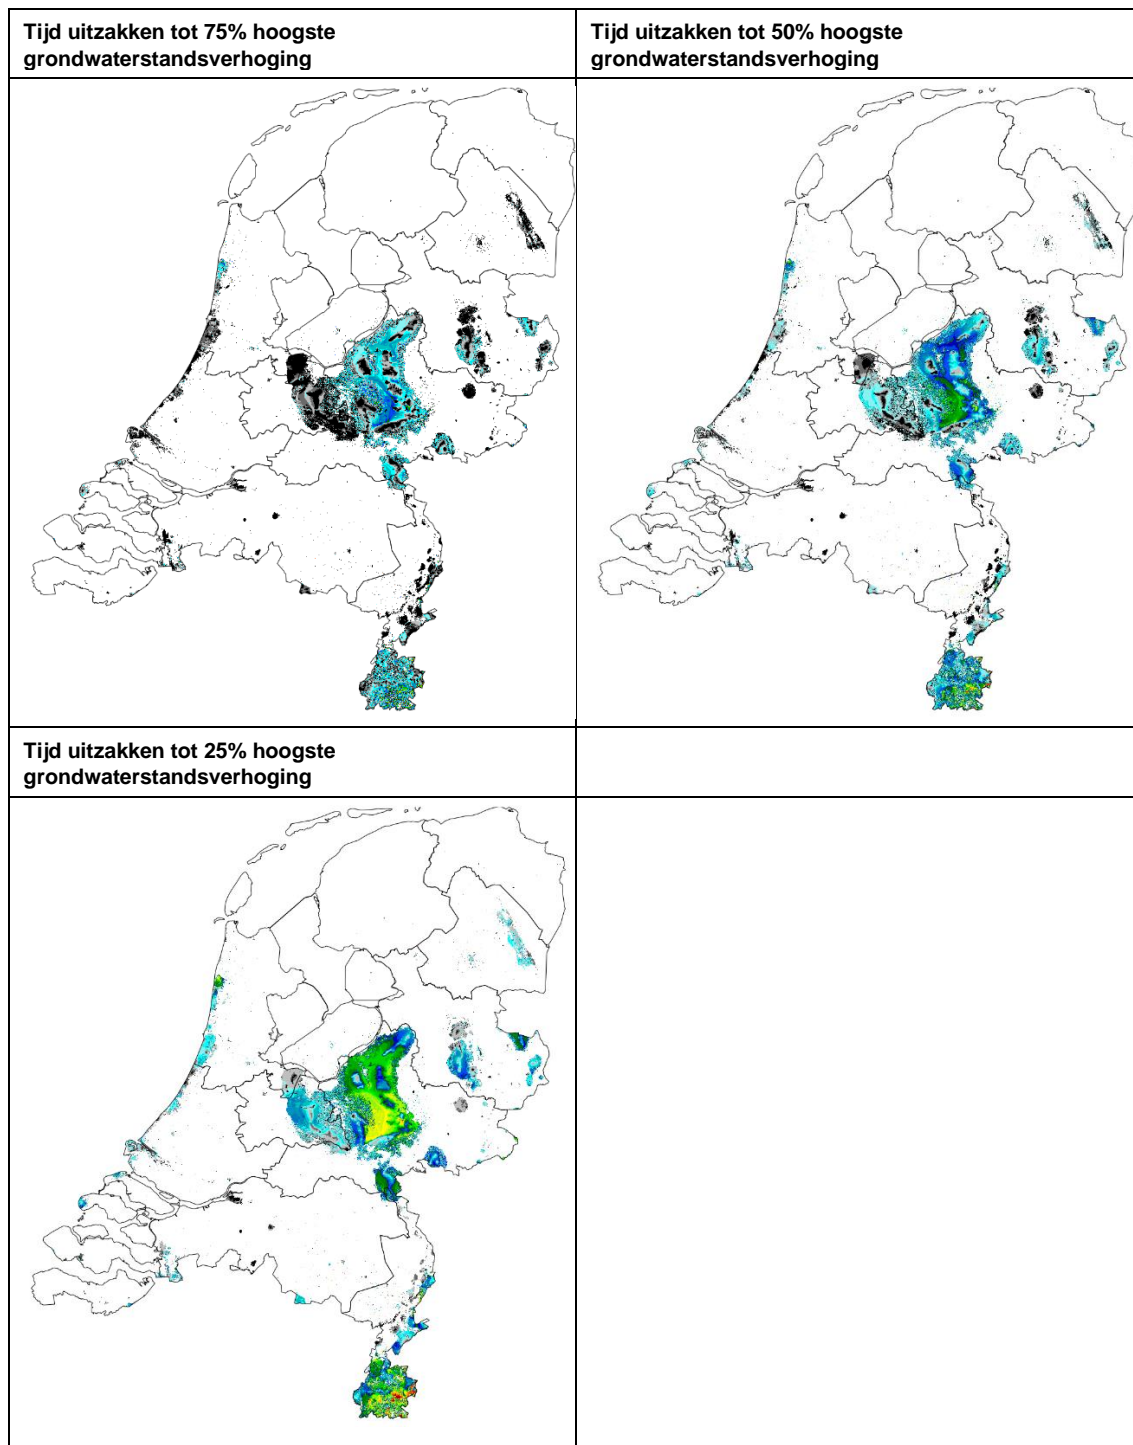 Tijd uitzakken tot 75% hoogste
grondwaterstandsverhoging
Tijd uitzakken tot 50% hoogste
grondwaterstandsverhoging
Tijd uitzakken tot 25% hoogste
grondwaterstandsverhoging